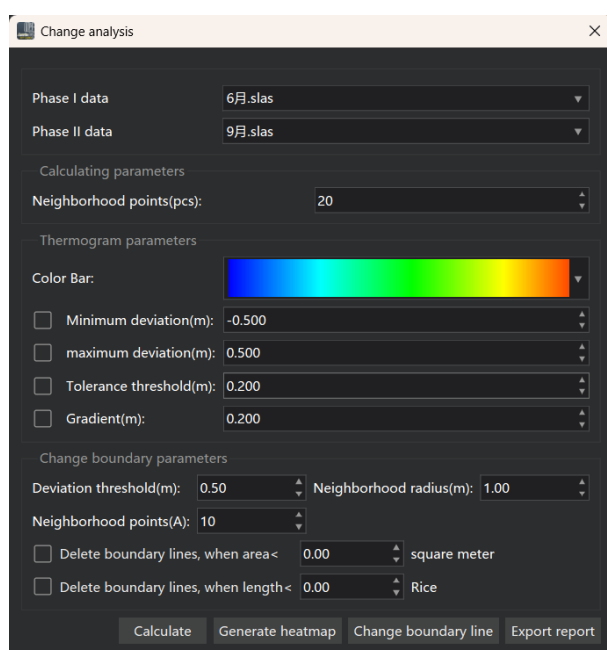 Change analysis
Phase I data 6月.slas
Phase II data 9月.slas
Calculating parameters
Neighborhood points(pcs): 20
Thermogram parameters
Color Bar:
Minimum deviation(m): -0.500
maximum deviation(m): 0.500
Tolerance threshold(m): 0.200
Gradient(m): 0.200
Change boundary parameters
Deviation threshold(m): 0.50 Neighborhood radius(m): 1.00
Neighborhood points(A): 10
Delete boundary lines, when area< 0.00 square meter
Delete boundary lines, when length< 0.00 Rice
Calculate Generate heatmap Change boundary line Export report